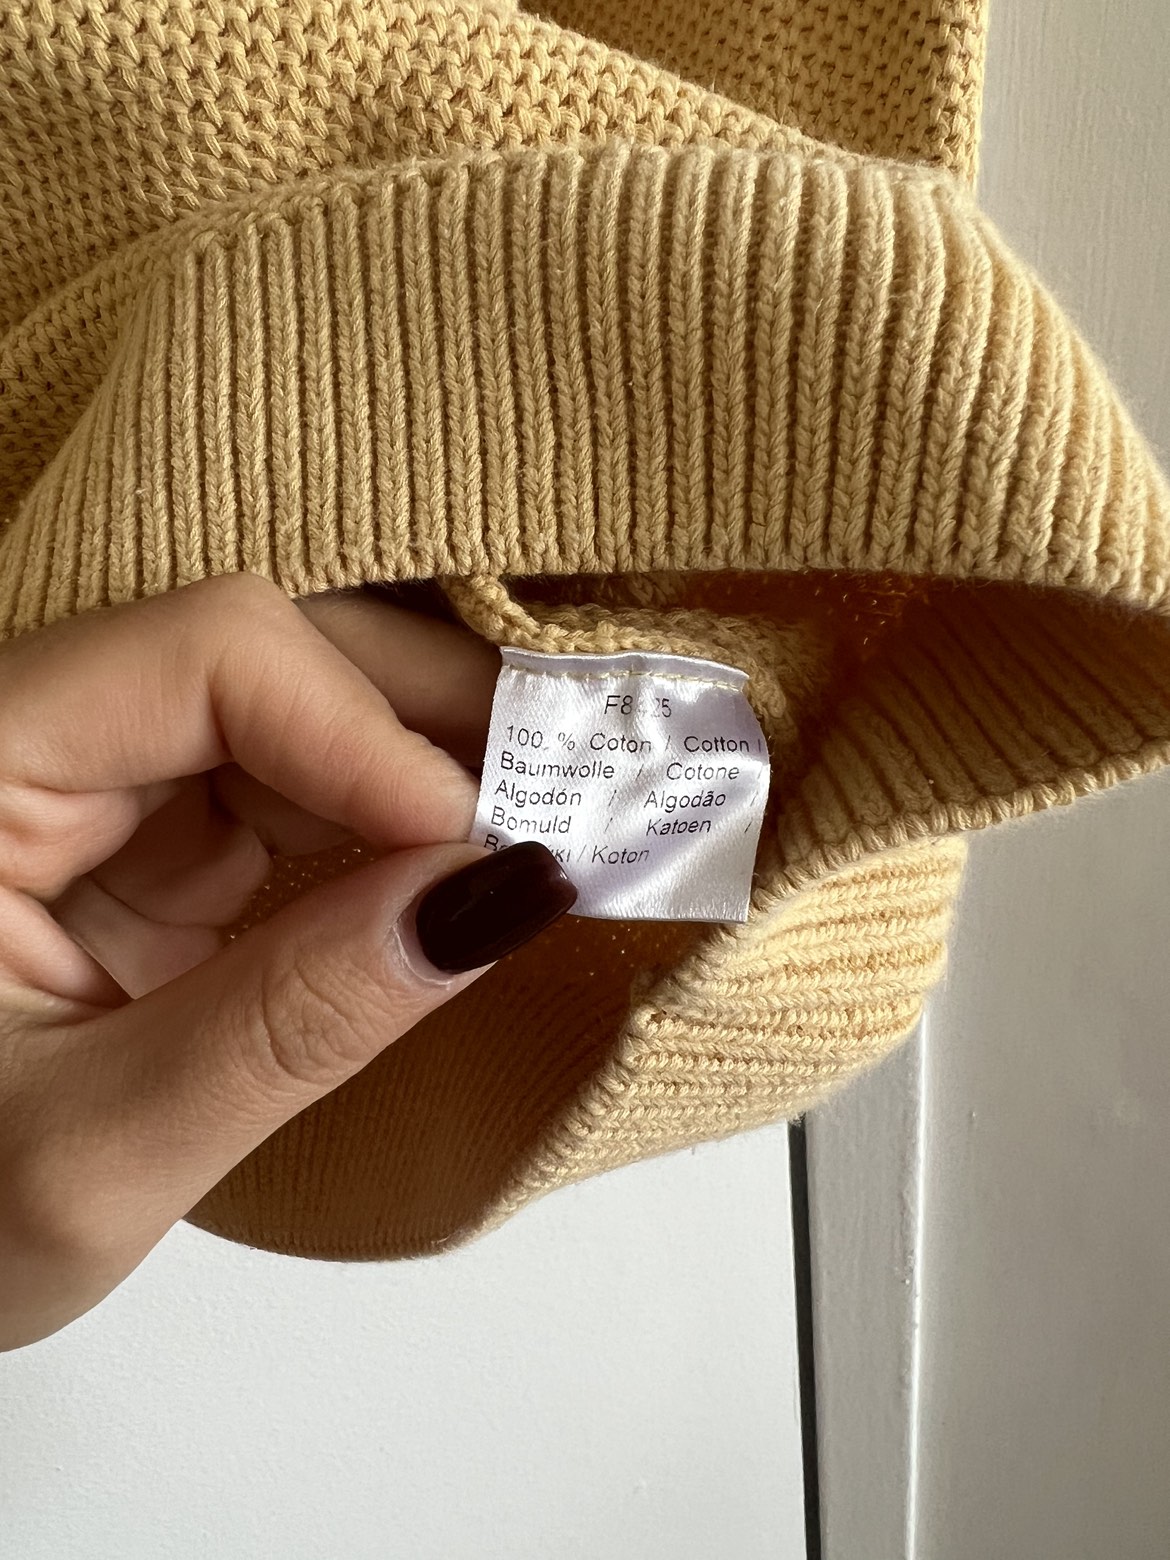 100 % Coton / Cotton /
Baumwolle / Cotone /
Algodón / Algodão /
Bomuld / Katoen /
/ Koton